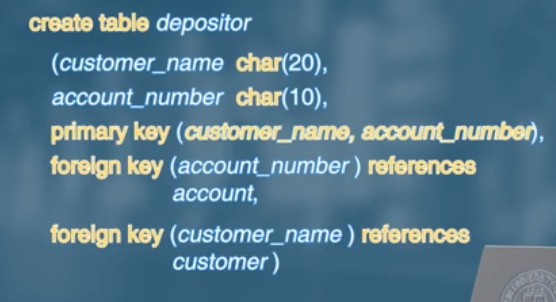 create table depositor
(customer_name char(20),
account_number char(10),
primary key (customer_name, account_number),
foreign key (account_number ) references
account,
foreign key (customer_name ) references
customer )